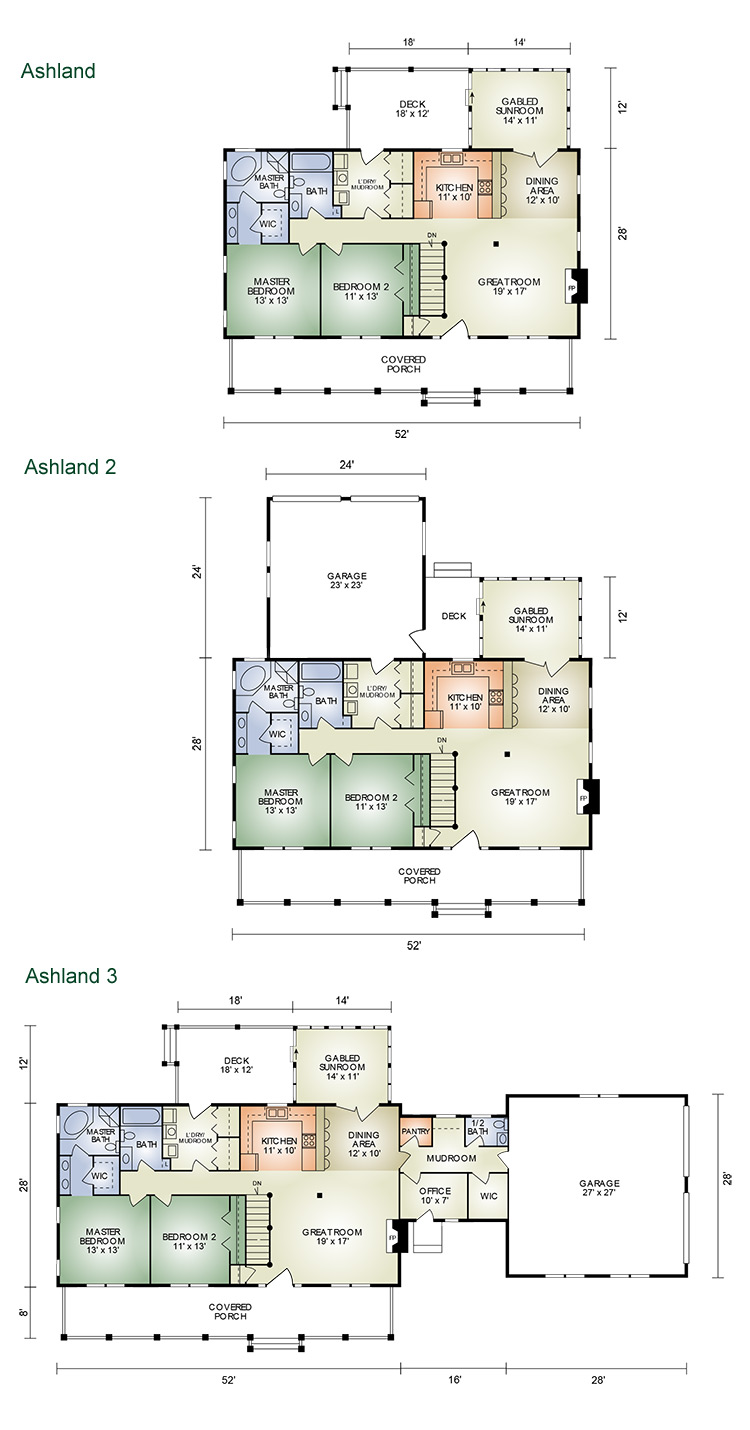 Ashland
18'
14'
DECK
18' x 12'
GABLED
SUNROOM
14' x 11'
12'
MASTER
BATH
BATH
L'DRY/
MUDROOM
KITCHEN
11' x 10'
DINING
AREA
12' x 10'
WIC
DN
28'
MASTER
BEDROOM
13' x 13'
BEDROOM 2
11' x 13'
GREATROOM
19' x 17'
FP
COVERED
PORCH
52'
Ashland 2
24'
24'
GARAGE
23' x 23'
DECK
GABLED
SUNROOM
14' x 11'
12'
MASTER
BATH
BATH
L'DRY/
MUDROOM
KITCHEN
11' x 10'
DINING
AREA
12' x 10'
WIC
DN
28'
MASTER
BEDROOM
13' x 13'
BEDROOM 2
11' x 13'
GREATROOM
19' x 17'
FP
COVERED
PORCH
52'
Ashland 3
18'
14'
12'
DECK
18' x 12'
GABLED
SUNROOM
14' x 11'
MASTER
BATH
BATH
L'DRY/
MUDROOM
KITCHEN
11' x 10'
DINING
AREA
12' x 10'
PANTRY
1/2
BATH
MUDROOM
WIC
DN
28'
OFFICE
10' x 7'
WIC
GARAGE
27' x 27'
28'
MASTER
BEDROOM
13' x 13'
BEDROOM 2
11' x 13'
GREATROOM
19' x 17'
FP
8'
COVERED
PORCH
52'
16'
28'